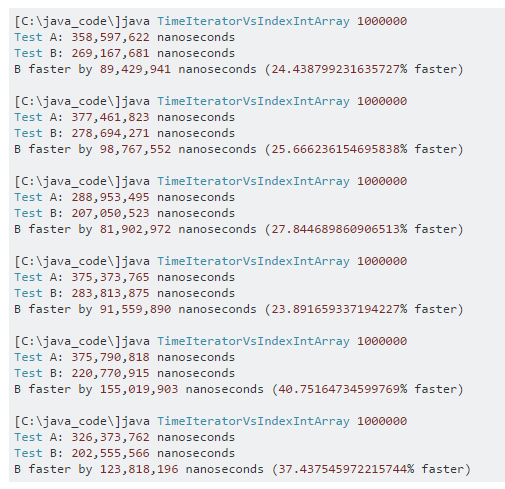 [C:\java_code\]java TimeIteratorVsIndexIntArray 1000000
Test A: 358,597,622 nanoseconds
Test B: 269,167,681 nanoseconds
B faster by 89,429,941 nanoseconds (24.438799231635727% faster)
[C:\java_code\]java TimeIteratorVsIndexIntArray 1000000
Test A: 377,461,823 nanoseconds
Test B: 278,694,271 nanoseconds
B faster by 98,767,552 nanoseconds (25.666236154695838% faster)
[C:\java_code\]java TimeIteratorVsIndexIntArray 1000000
Test A: 288,953,495 nanoseconds
Test B: 207,050,523 nanoseconds
B faster by 81,902,972 nanoseconds (27.844689860906513% faster)
[C:\java_code\]java TimeIteratorVsIndexIntArray 1000000
Test A: 375,373,765 nanoseconds
Test B: 283,813,875 nanoseconds
B faster by 91,559,890 nanoseconds (23.891659337194227% faster)
[C:\java_code\]java TimeIteratorVsIndexIntArray 1000000
Test A: 375,790,818 nanoseconds
Test B: 220,770,915 nanoseconds
B faster by 155,019,903 nanoseconds (40.75164734599769% faster)
[C:\java_code\]java TimeIteratorVsIndexIntArray 1000000
Test A: 326,373,762 nanoseconds
Test B: 202,555,566 nanoseconds
B faster by 123,818,196 nanoseconds (37.437545972215744% faster)